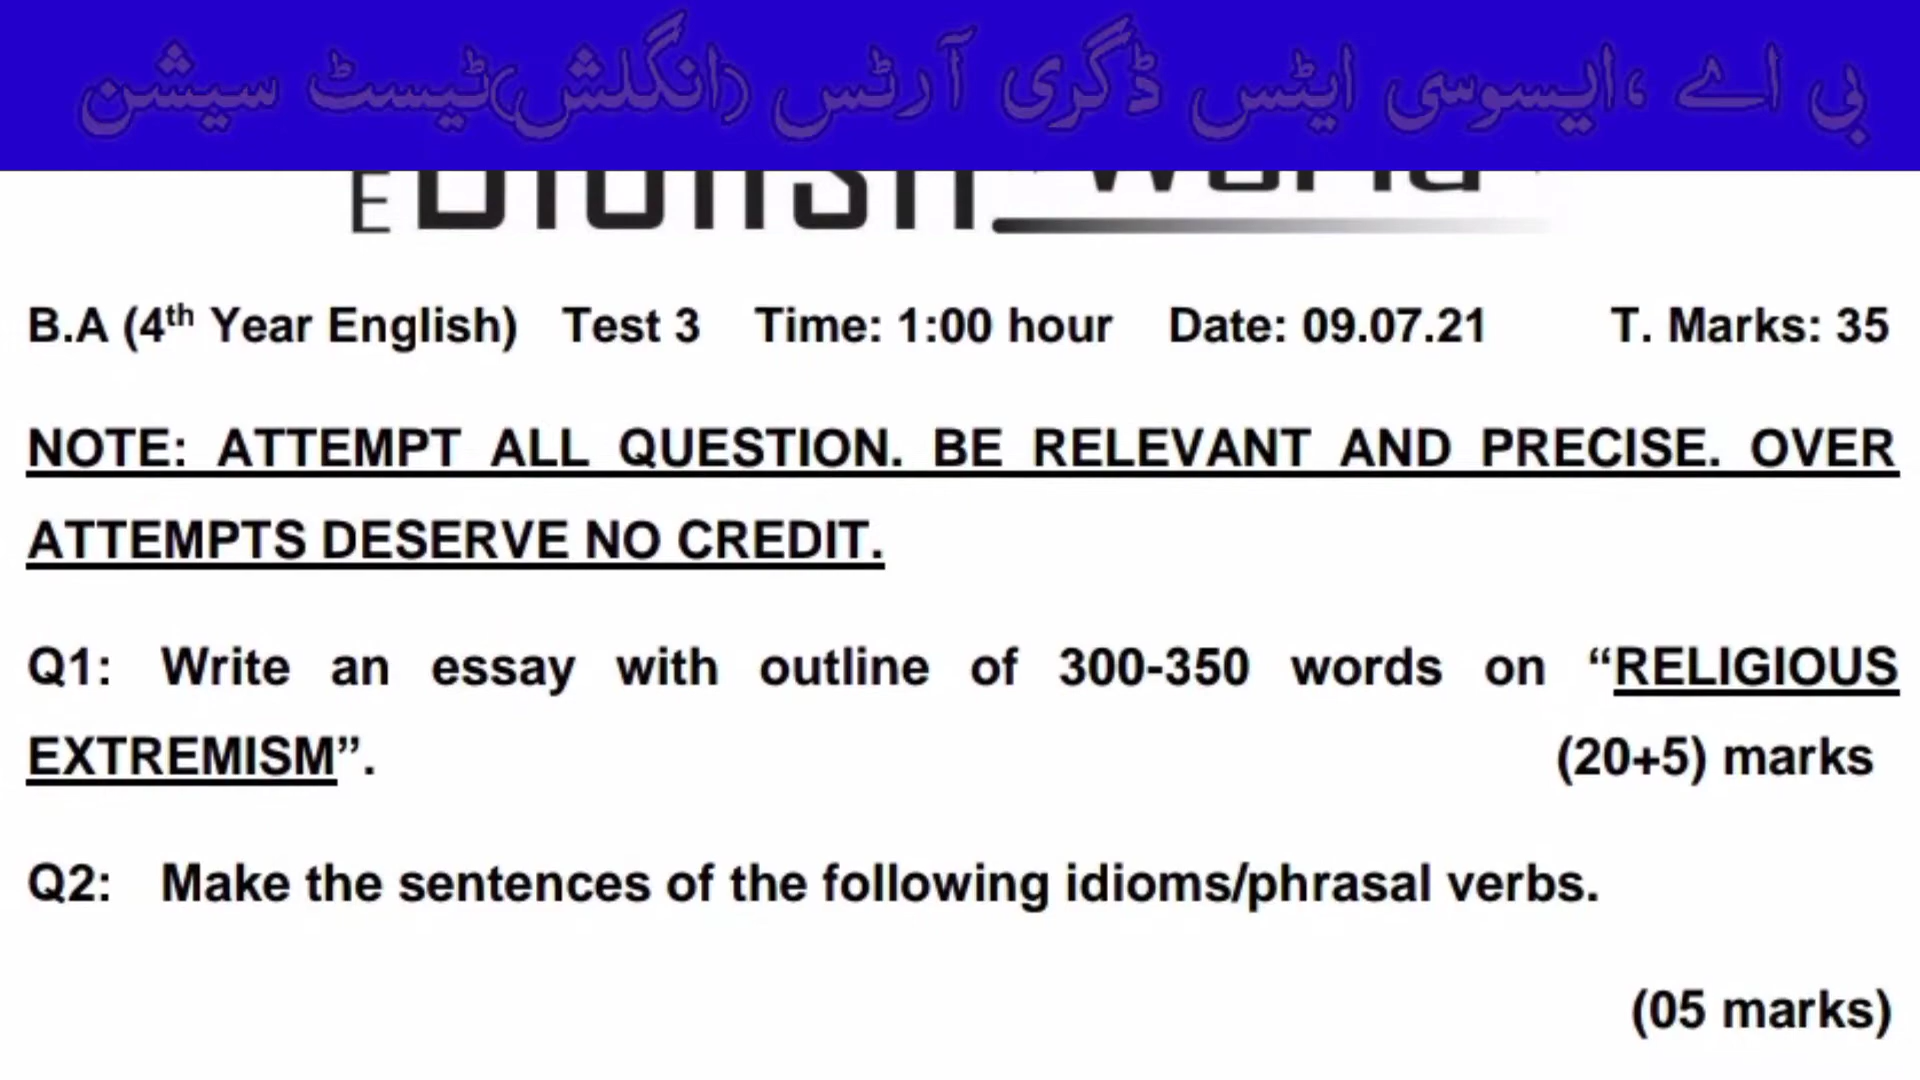 بی اے ،ایسوسی ایٹس ڈگری آرٹس (انگلش)ٹیسٹ سیشن
B.A (4th Year English) Test 3 Time: 1:00 hour Date: 09.07.21 T. Marks: 35
NOTE: ATTEMPT ALL QUESTION. BE RELEVANT AND PRECISE. OVER
ATTEMPTS DESERVE NO CREDIT.
Q1: Write an essay with outline of 300-350 words on “RELIGIOUS
EXTREMISM”. (20+5) marks
Q2: Make the sentences of the following idioms/phrasal verbs.
(05 marks)